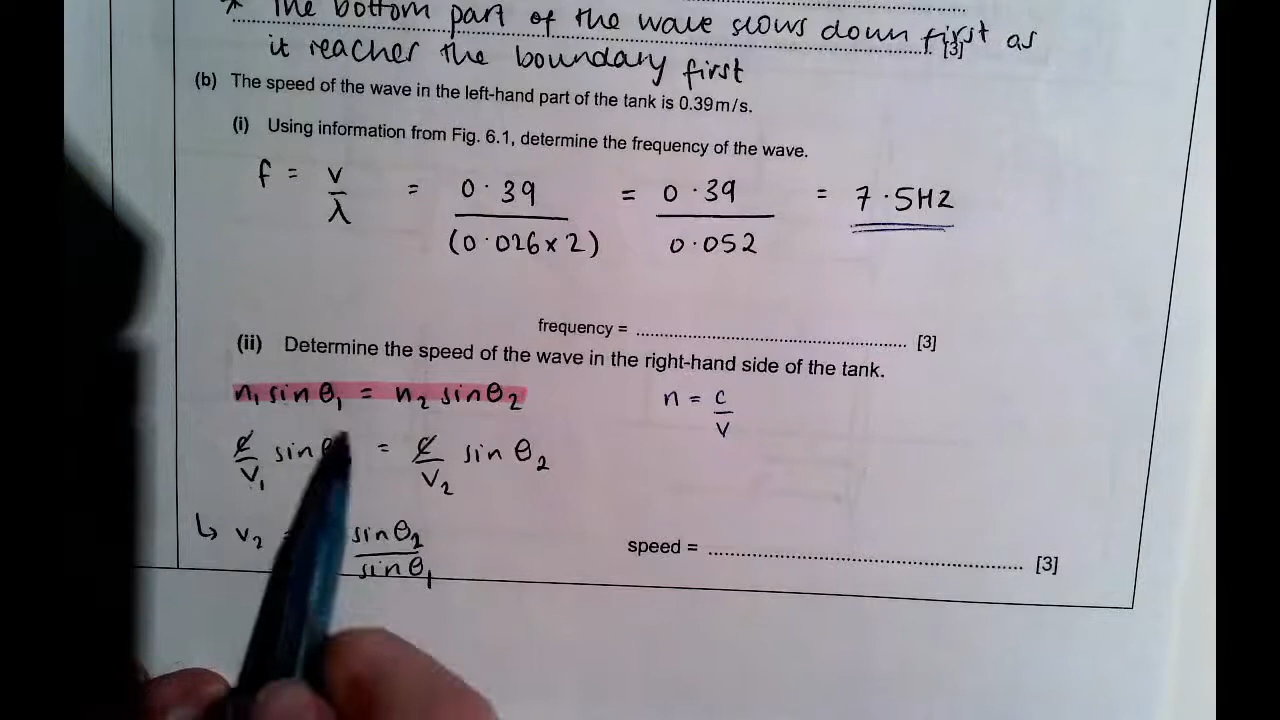 * The bottom part of the wave slows down first as
[3]
it reaches the boundary first
(b) The speed of the wave in the left-hand part of the tank is 0.39 m/s.
(i) Using information from Fig. 6.1, determine the frequency of the wave.
f = v/λ = 0.39/(0.026 × 2) = 0.39/0.052 = 7.5Hz
frequency = ........................................ [3]
(ii) Determine the speed of the wave in the right-hand side of the tank.
n₁ sin θ₁ = n₂ sin θ₂ n = c/v
c/v₁ sin = c/v₂ sin θ₂
↳ v₂ sin θ₂/sin θ₁
speed = ........................................ [3]